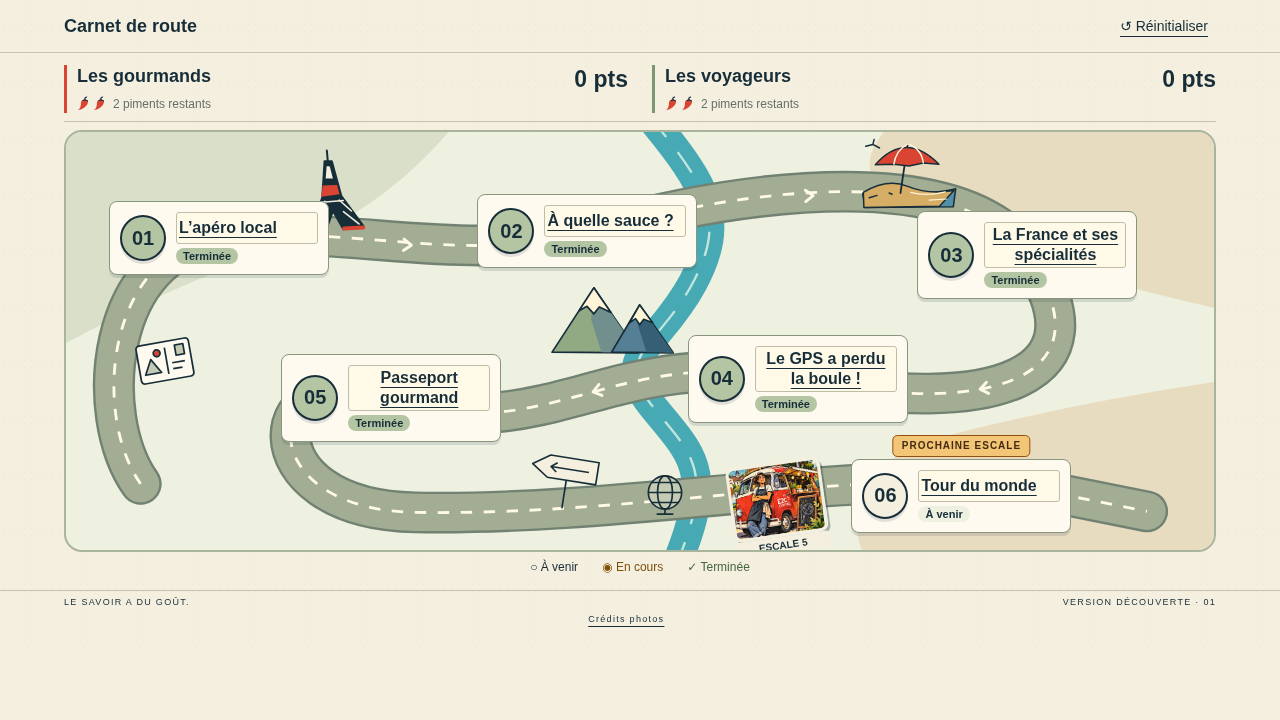 Carnet de route
↺ Réinitialiser
Les gourmands
0 pts
2 piments restants
Les voyageurs
0 pts
2 piments restants
01
L'apéro local
Terminée
02
À quelle sauce ?
Terminée
03
La France et ses
spécialités
Terminée
04
Le GPS a perdu
la boule !
Terminée
05
Passeport
gourmand
Terminée
PROCHAINE ESCALE
06
Tour du monde
À venir
ESCALE 5
○ À venir
◉ En cours
✓ Terminée
LE SAVOIR A DU GOÛT.
VERSION DÉCOUVERTE · 01
Crédits photos